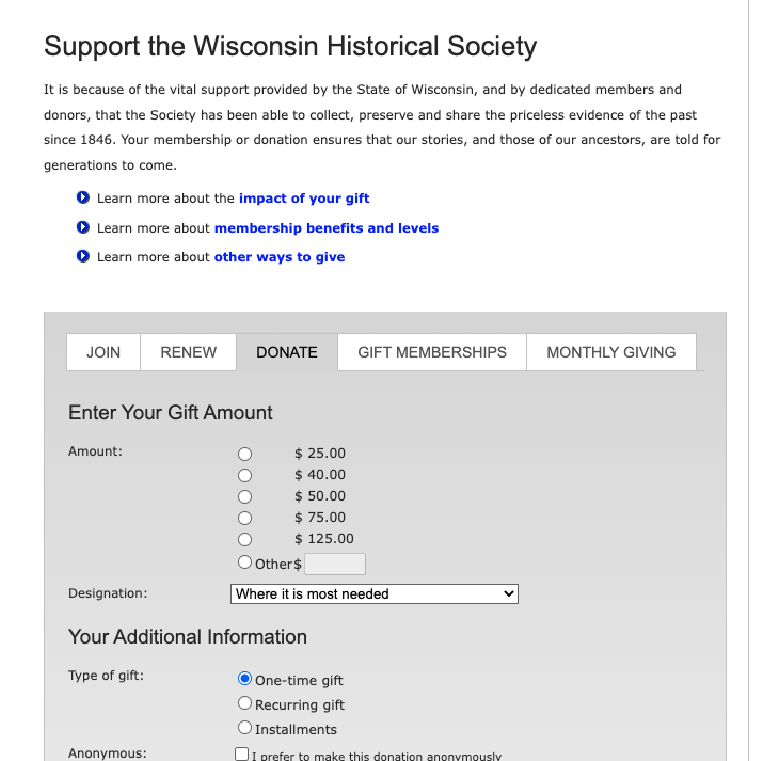 Support the Wisconsin Historical Society
It is because of the vital support provided by the State of Wisconsin, and by dedicated members and
donors, that the Society has been able to collect, preserve and share the priceless evidence of the past
since 1846. Your membership or donation ensures that our stories, and those of our ancestors, are told for
generations to come.
Learn more about the impact of your gift
Learn more about membership benefits and levels
Learn more about other ways to give
JOIN RENEW DONATE GIFT MEMBERSHIPS MONTHLY GIVING
Enter Your Gift Amount
Amount: $ 25.00
$ 40.00
$ 50.00
$ 75.00
$ 125.00
Other$
Designation: Where it is most needed
Your Additional Information
Type of gift: One-time gift
Recurring gift
Installments
Anonymous: I prefer to make this donation anonymously